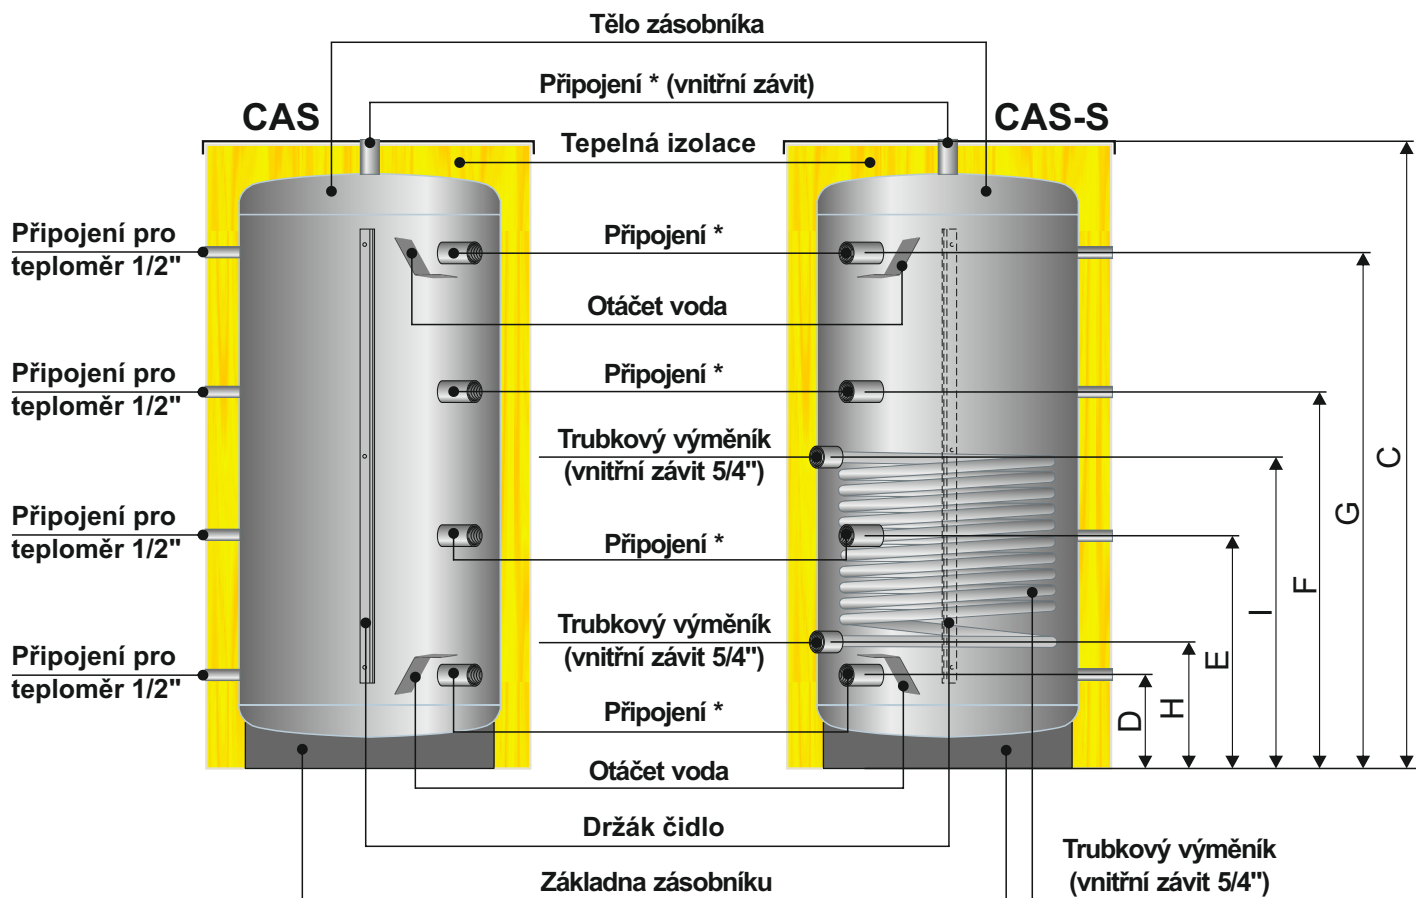 Tělo zásobníka
Připojení * (vnitřní závit)
CAS
CAS-S
Tepelná izolace
Připojení pro
teploměr 1/2"
Připojení *
Otáčet voda
Připojení pro
teploměr 1/2"
Připojení *
Trubkový výměník
(vnitřní závit 5/4")
Připojení pro
teploměr 1/2"
Připojení *
Trubkový výměník
(vnitřní závit 5/4")
Připojení pro
teploměr 1/2"
Připojení *
Otáčet voda
Držák čidlo
Základna zásobníku
Trubkový výměník
(vnitřní závit 5/4")
D
H
E
I
F
G
C